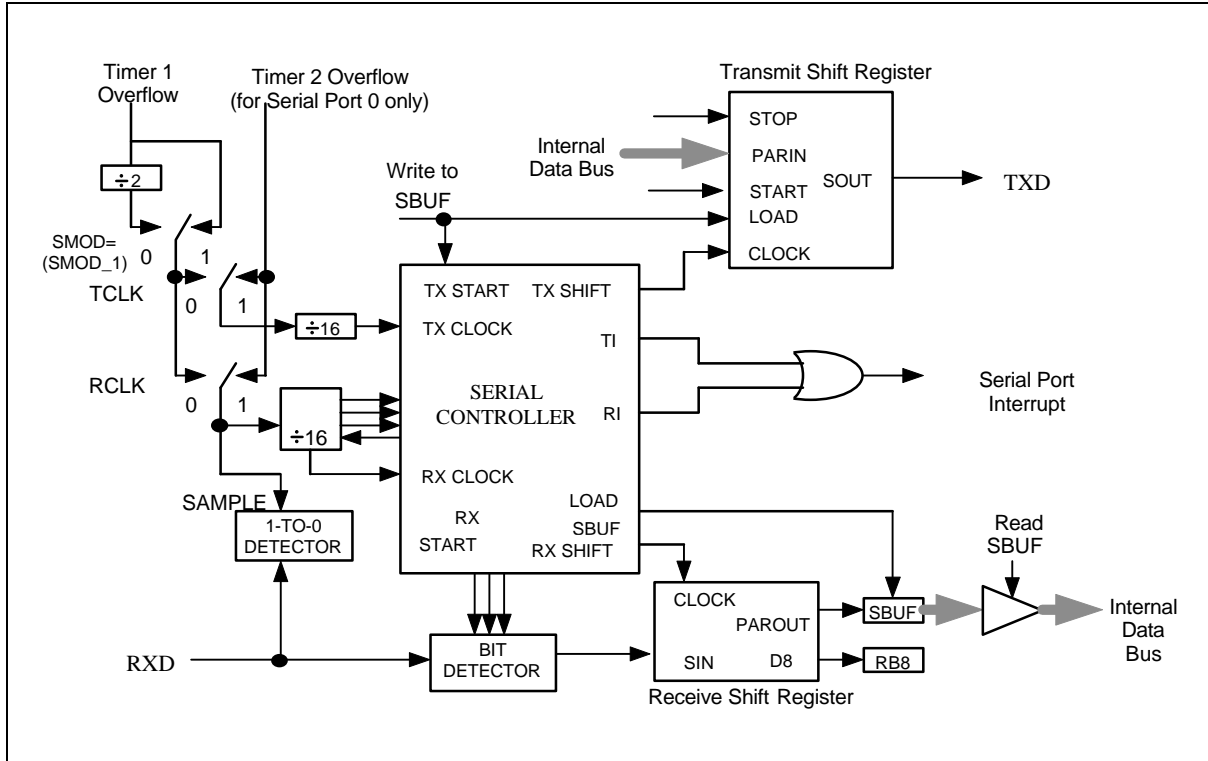 Timer 1
Overflow
Timer 2 Overflow
(for Serial Port 0 only)
Transmit Shift Register
÷2
Write to
SBUF
Internal
Data Bus
STOP
PARIN
START
SOUT
LOAD
CLOCK
TXD
SMOD=
(SMOD_1)
0
1
TCLK
0
1
÷16
TX START
TX SHIFT
TX CLOCK
TI
RCLK
0
1
÷16
SERIAL
CONTROLLER
RI
Serial Port
Interrupt
RX CLOCK
SAMPLE
1-TO-0
DETECTOR
RX
START
LOAD
SBUF
RX SHIFT
Read
SBUF
CLOCK
PAROUT
SIN
D8
SBUF
RB8
Internal
Data
Bus
RXD
BIT
DETECTOR
Receive Shift Register